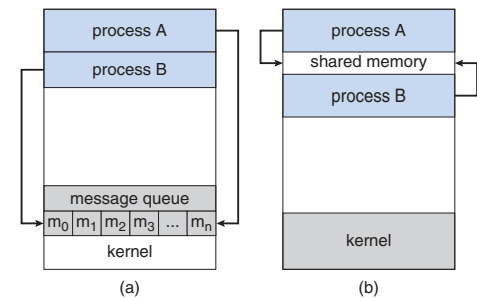 process A
process B
message queue
m0 m1 m2 m3 ... mn
kernel
(a)
process A
shared memory
process B
kernel
(b)